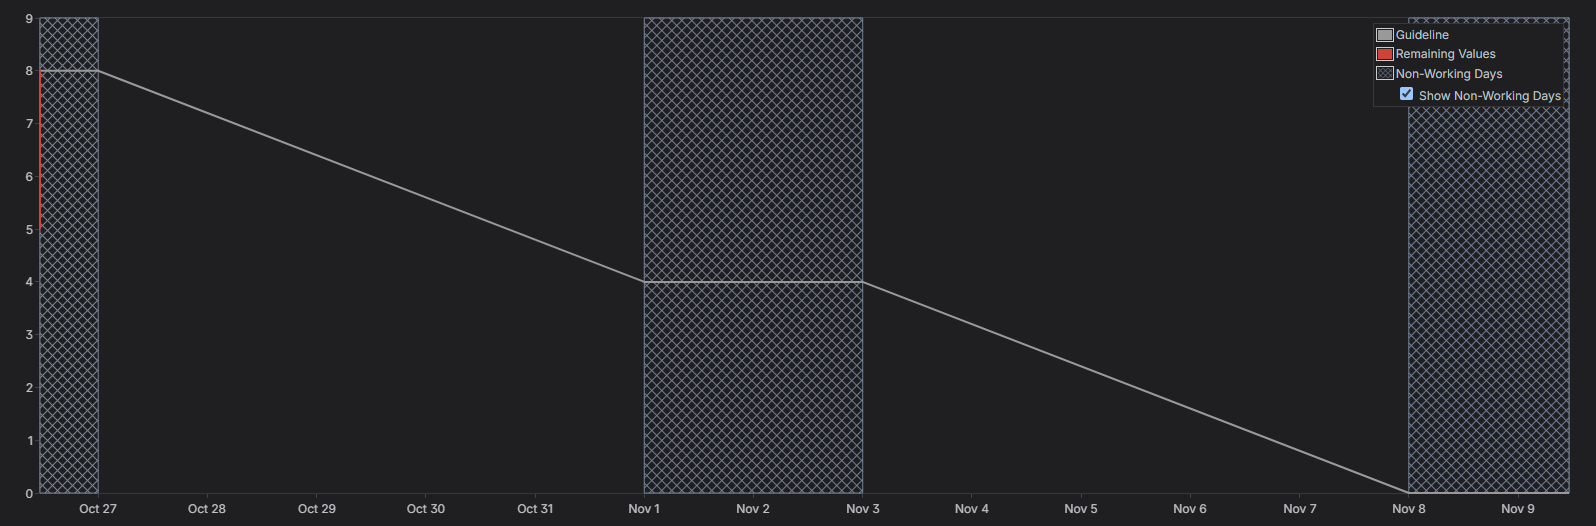 9
8
7
6
5
4
3
2
1
0
Guideline
Remaining Values
Non-Working Days
Show Non-Working Days
Oct 27 Oct 28 Oct 29 Oct 30 Oct 31 Nov 1 Nov 2 Nov 3 Nov 4 Nov 5 Nov 6 Nov 7 Nov 8 Nov 9